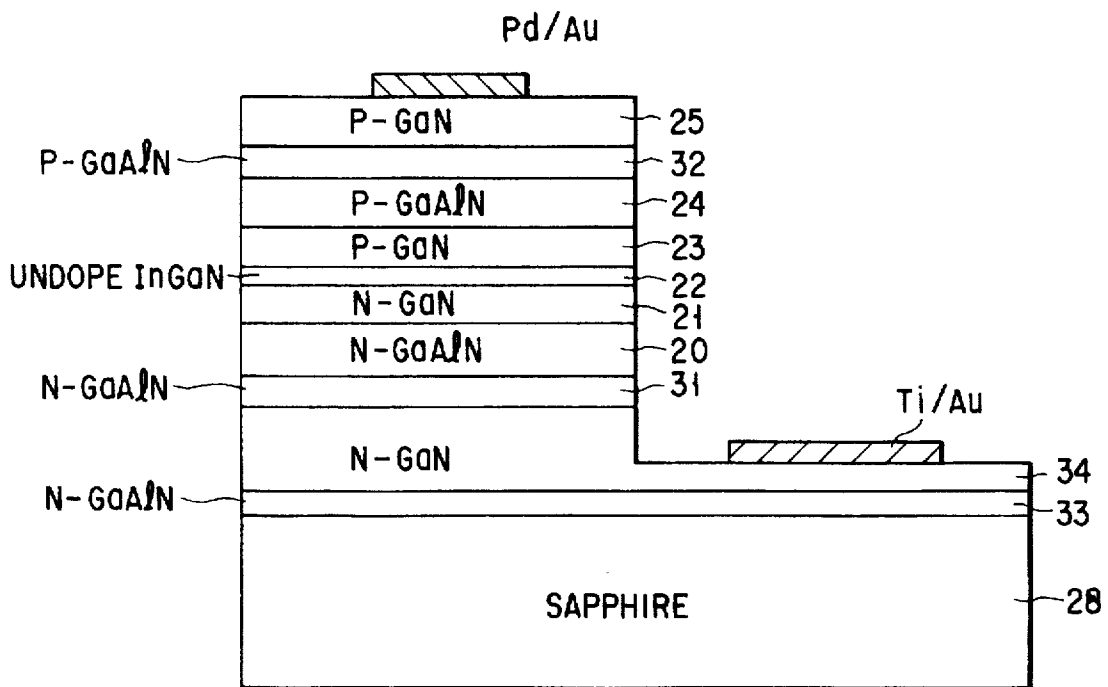 Pd/Au
P-GaN 25
P-GaAlN 32
P-GaAlN 24
P-GaN 23
UNDOPE InGaN 22
N-GaN 21
N-GaAlN 20
N-GaAlN 31
Ti/Au
N-GaN 34
N-GaAlN 33
SAPPHIRE 28